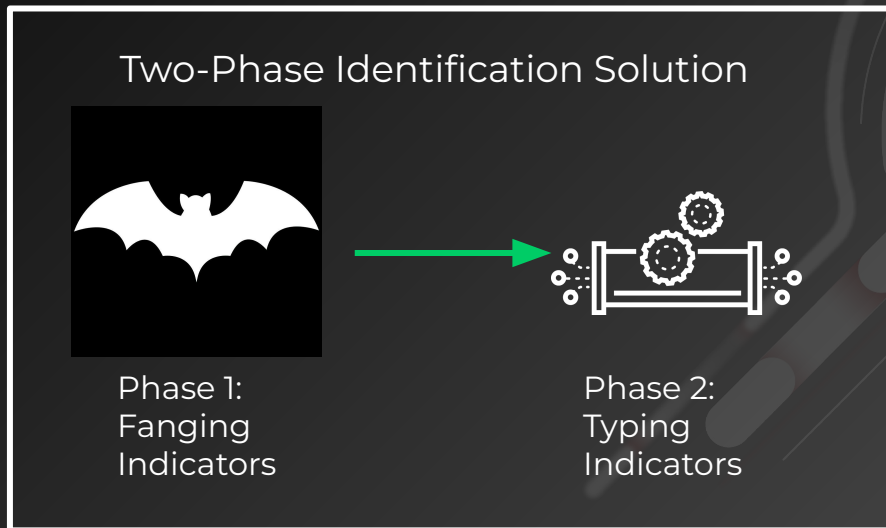 Two-Phase Identification Solution
Phase 1:
Fanging
Indicators
Phase 2:
Typing
Indicators